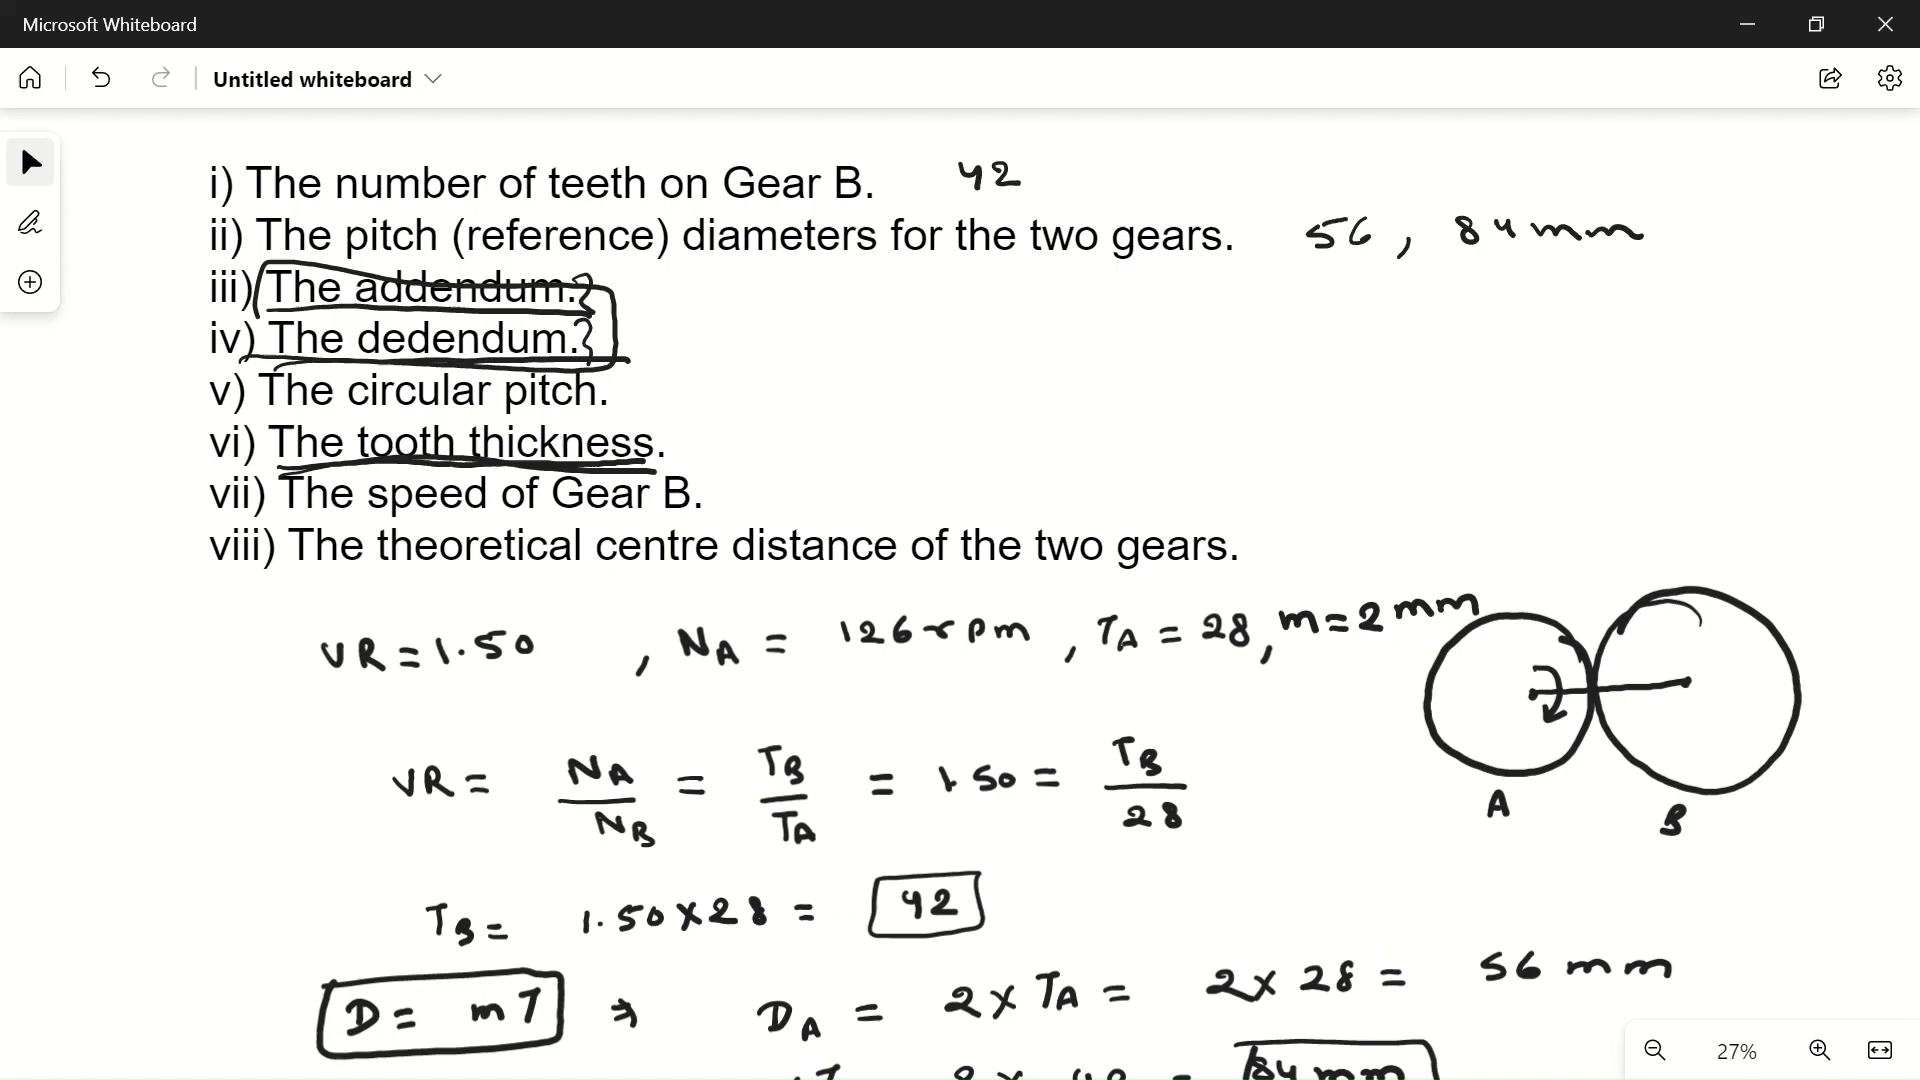 Microsoft Whiteboard
Untitled whiteboard
i) The number of teeth on Gear B. 42
ii) The pitch (reference) diameters for the two gears. 56, 84 mm
iii) The addendum.
iv) The dedendum.
v) The circular pitch.
vi) The tooth thickness.
vii) The speed of Gear B.
viii) The theoretical centre distance of the two gears.
VR = 1.50, NA = 126 rpm, TA = 28, m = 2 mm
VR = NA/NB = TB/TA = 1.50 = TB/28
A B
TB = 1.50 × 28 = 42
D = mT ⇒ DA = 2 × TA = 2 × 28 = 56 mm
84 mm
27%